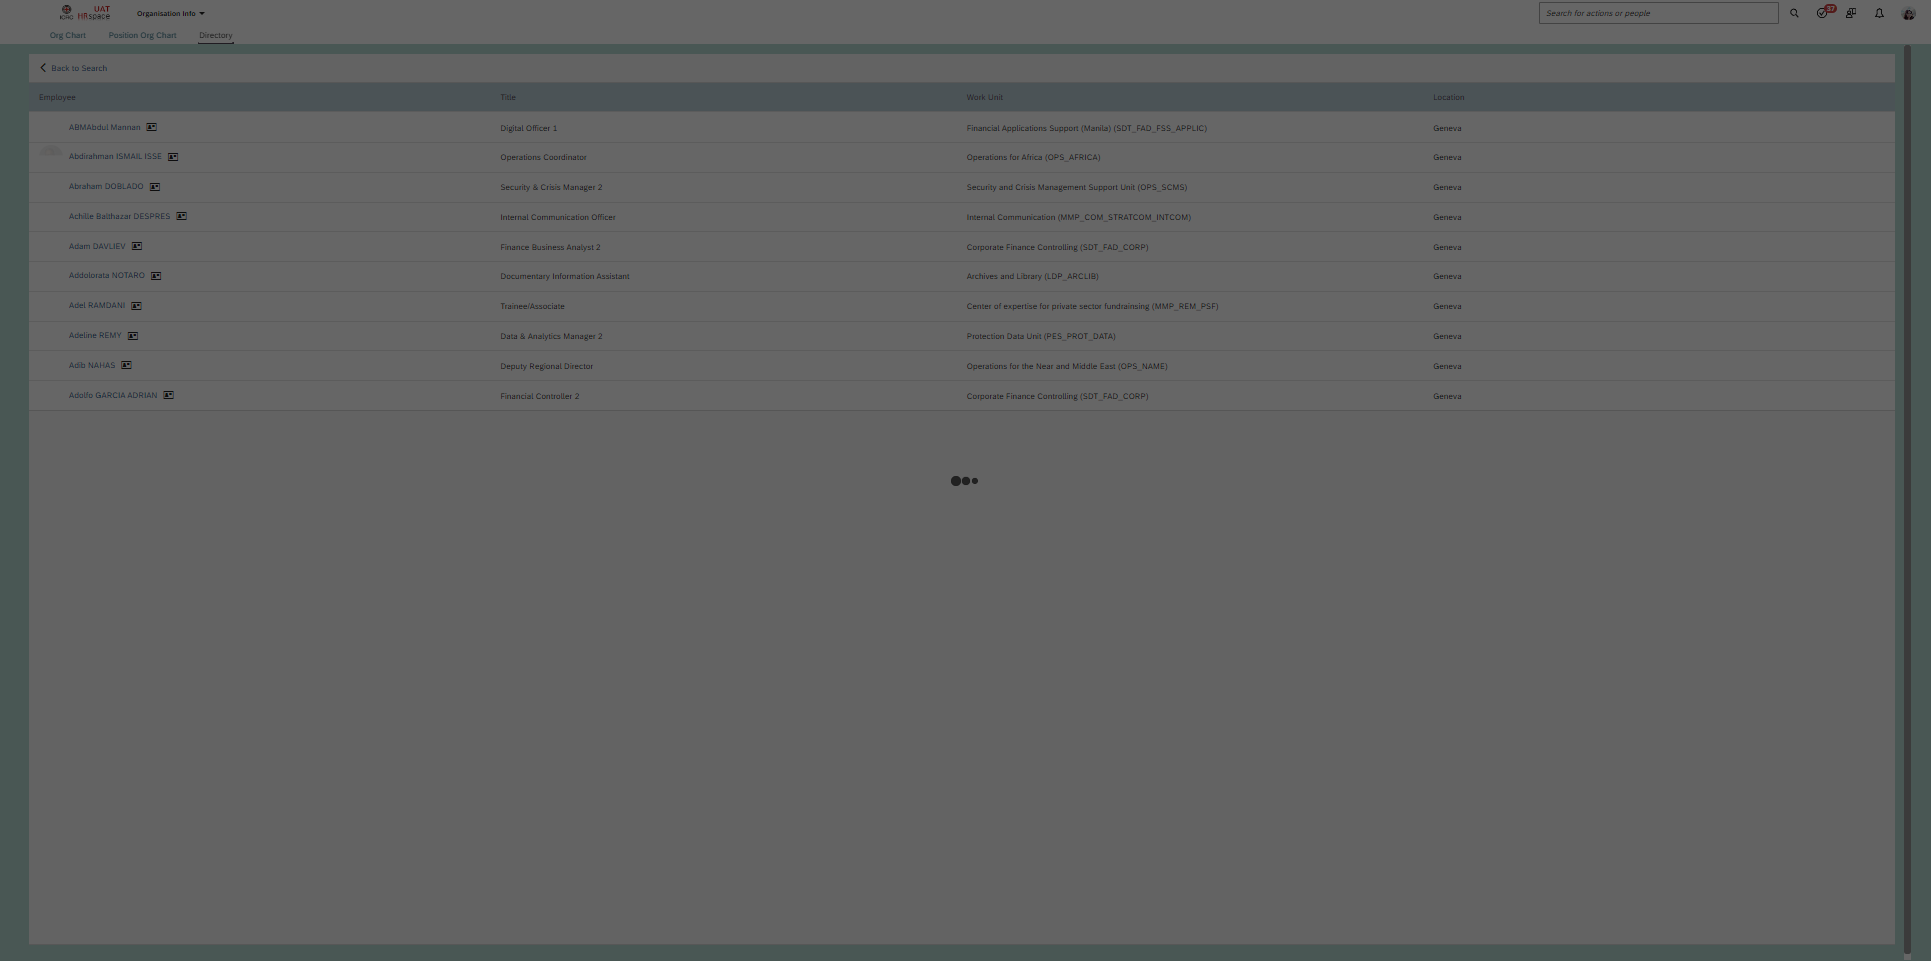 ICRC UAT HRspace Organisation Info Search for actions or people 37
Org Chart Position Org Chart Directory
Back to Search
Employee Title Work Unit Location
ABMAbdul Mannan Digital Officer 1 Financial Applications Support (Manila) (SDT_FAD_FSS_APPLIC) Geneva
Abdirahman ISMAIL ISSE Operations Coordinator Operations for Africa (OPS_AFRICA) Geneva
Abraham DOBLADO Security & Crisis Manager 2 Security and Crisis Management Support Unit (OPS_SCMS) Geneva
Achille Balthazar DESPRES Internal Communication Officer Internal Communication (MMP_COM_STRATCOM_INTCOM) Geneva
Adam DAVLIEV Finance Business Analyst 2 Corporate Finance Controlling (SDT_FAD_CORP) Geneva
Addolorata NOTARO Documentary Information Assistant Archives and Library (LDP_ARCLIB) Geneva
Adel RAMDANI Trainee/Associate Center of expertise for private sector fundrainsing (MMP_REM_PSF) Geneva
Adeline REMY Data & Analytics Manager 2 Protection Data Unit (PES_PROT_DATA) Geneva
Adib NAHAS Deputy Regional Director Operations for the Near and Middle East (OPS_NAME) Geneva
Adolfo GARCIA ADRIAN Financial Controller 2 Corporate Finance Controlling (SDT_FAD_CORP) Geneva